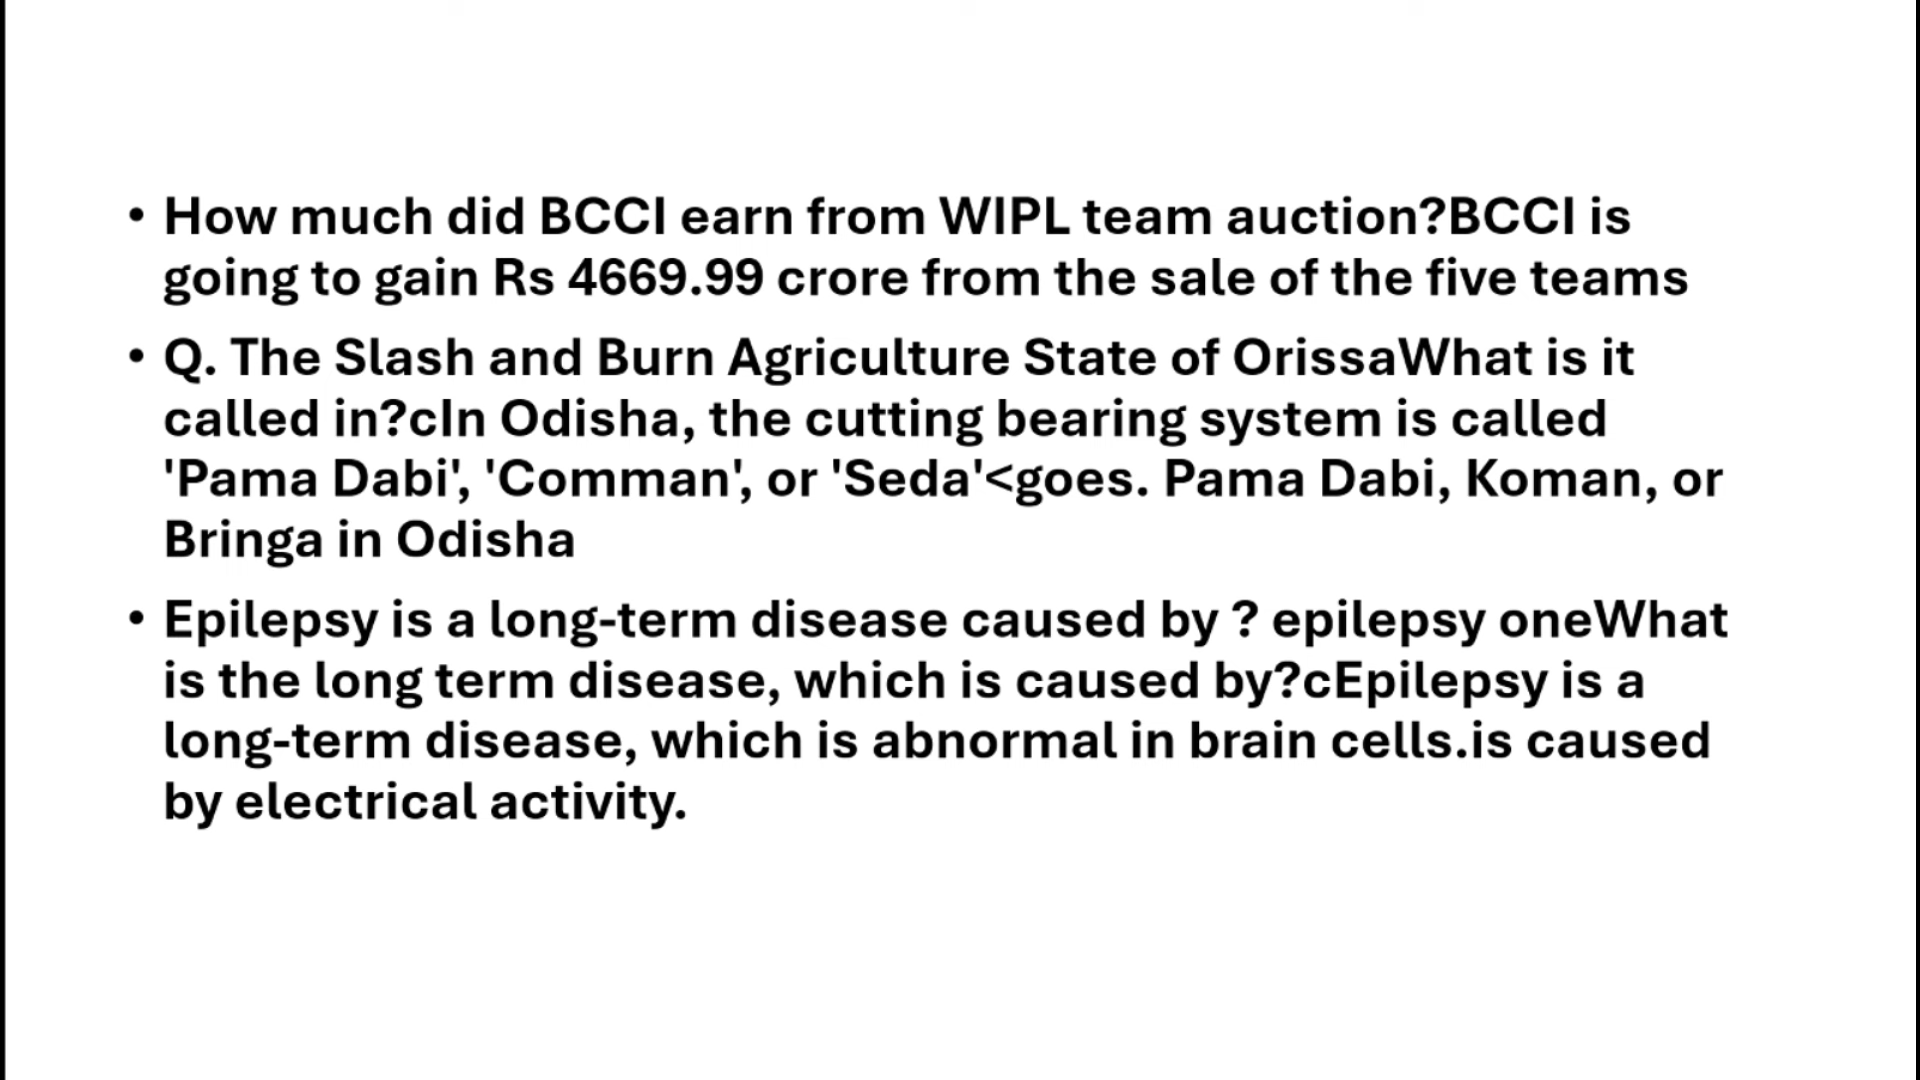 • How much did BCCI earn from WIPL team auction?BCCI is
going to gain Rs 4669.99 crore from the sale of the five teams
• Q. The Slash and Burn Agriculture State of OrissaWhat is it
called in?cIn Odisha, the cutting bearing system is called
'Pama Dabi', 'Comman', or 'Seda'<goes. Pama Dabi, Koman, or
Bringa in Odisha
• Epilepsy is a long-term disease caused by ? epilepsy oneWhat
is the long term disease, which is caused by?cEpilepsy is a
long-term disease, which is abnormal in brain cells.is caused
by electrical activity.